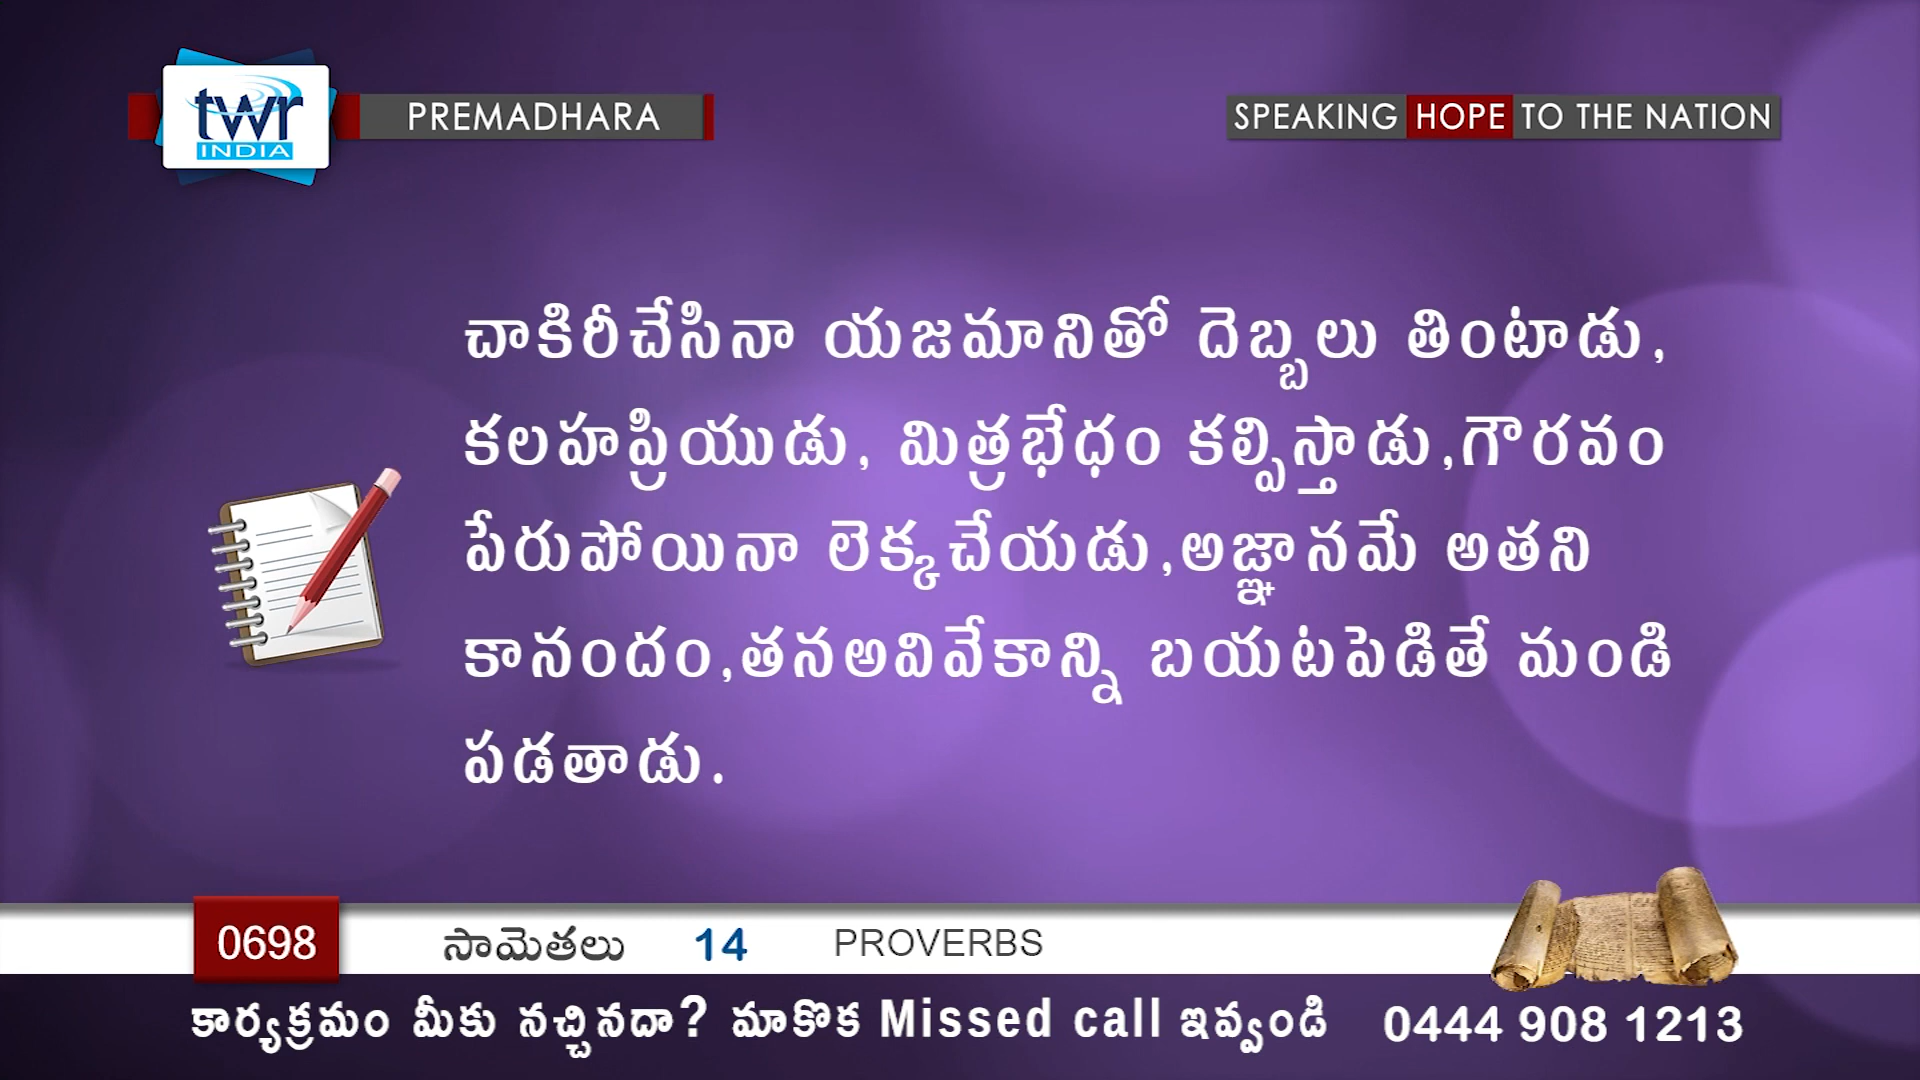 twr
INDIA
PREMADHARA
SPEAKING HOPE TO THE NATION
చాకిరీచేసినా యజమానితో దెబ్బలు తింటాడు,
కలహప్రియుడు, మిత్రభేధం కల్పిస్తాడు,గౌరవం
పేరుపోయినా లెక్కచేయడు,అజ్ఞానమే అతని
కానందం,తనఅవివేకాన్ని బయటపెడితే మండి
పడతాడు.
0698 సామెతలు 14 PROVERBS
కార్యక్రమం మీకు నచ్చినదా? మాకొక Missed call ఇవ్వండి 0444 908 1213